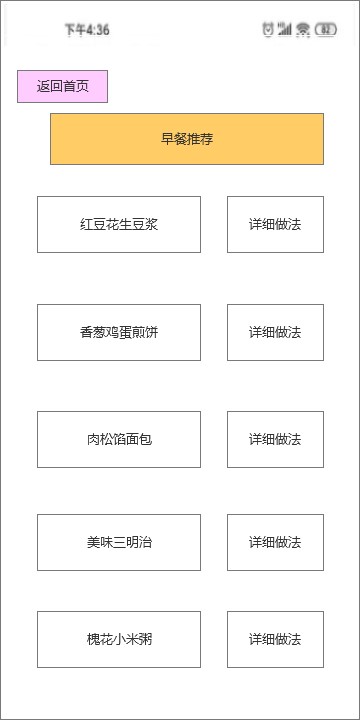 下午4:36
82
返回首页
早餐推荐
红豆花生豆浆 详细做法
香葱鸡蛋煎饼 详细做法
肉松馅面包 详细做法
美味三明治 详细做法
槐花小米粥 详细做法